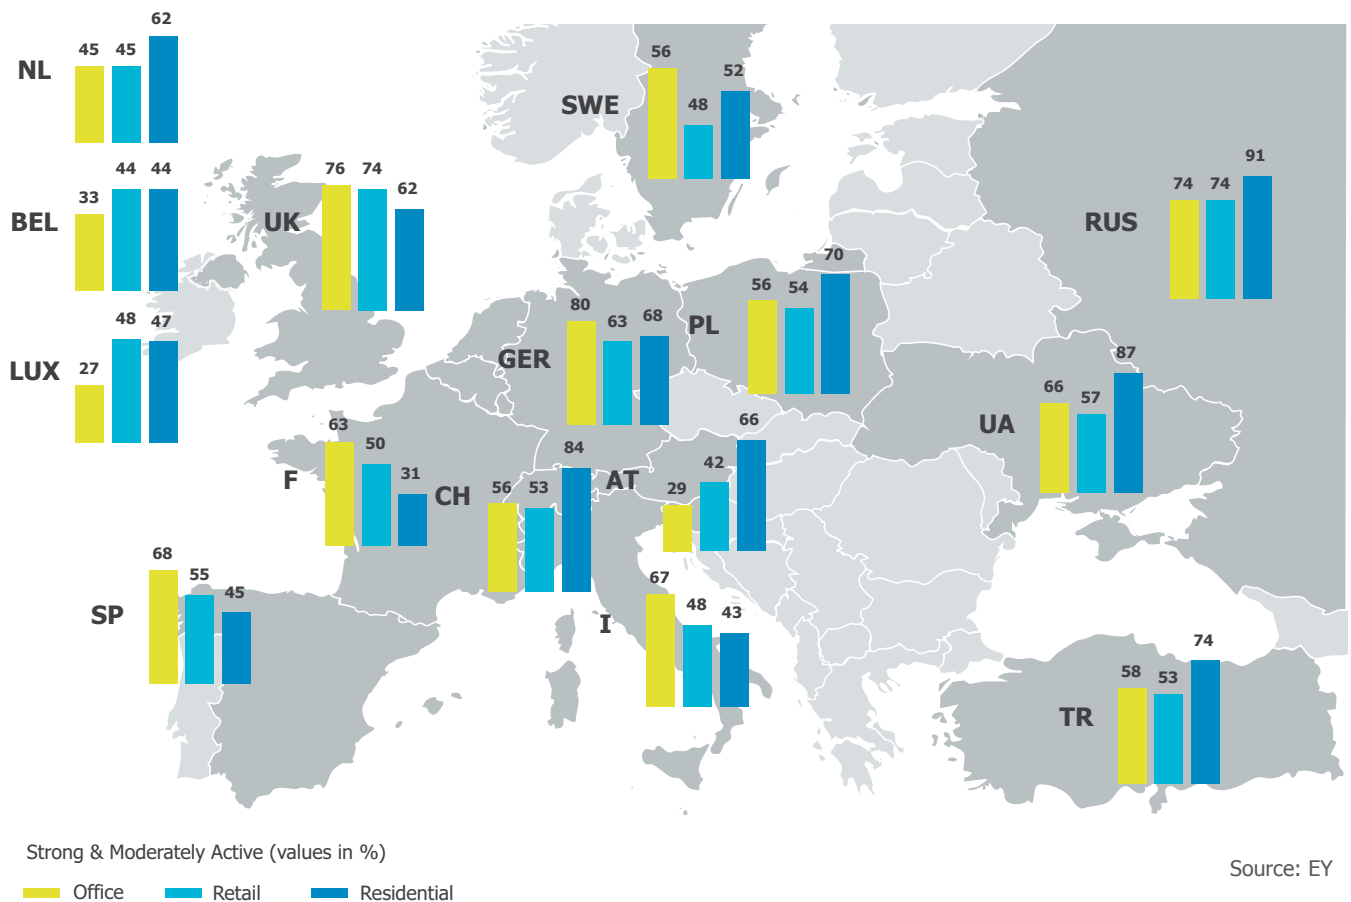 NL
45 45 62
BEL
33 44 44
LUX
27 48 47
UK
76 74 62
SWE
56 48 52
RUS
74 74 91
GER
80 63 68
PL
56 54 70
UA
66 57 87
F
63 50 31
CH
56 53 84
AT
29 42 66
SP
68 55 45
I
67 48 43
TR
58 53 74
Strong & Moderately Active (values in %)
Office Retail Residential
Source: EY